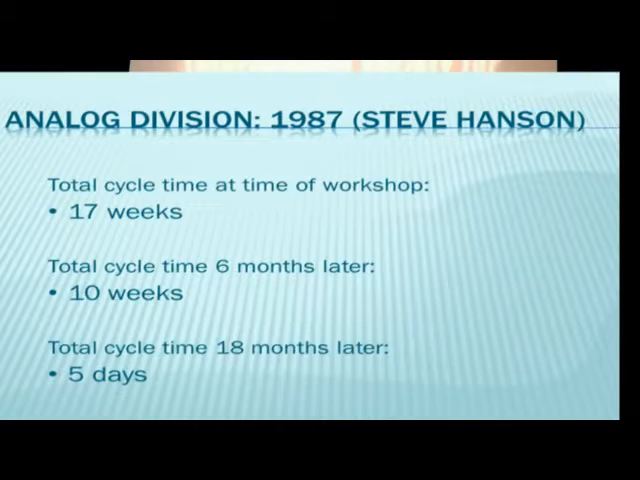 ANALOG DIVISION: 1987 (STEVE HANSON)
Total cycle time at time of workshop:
• 17 weeks
Total cycle time 6 months later:
• 10 weeks
Total cycle time 18 months later:
• 5 days